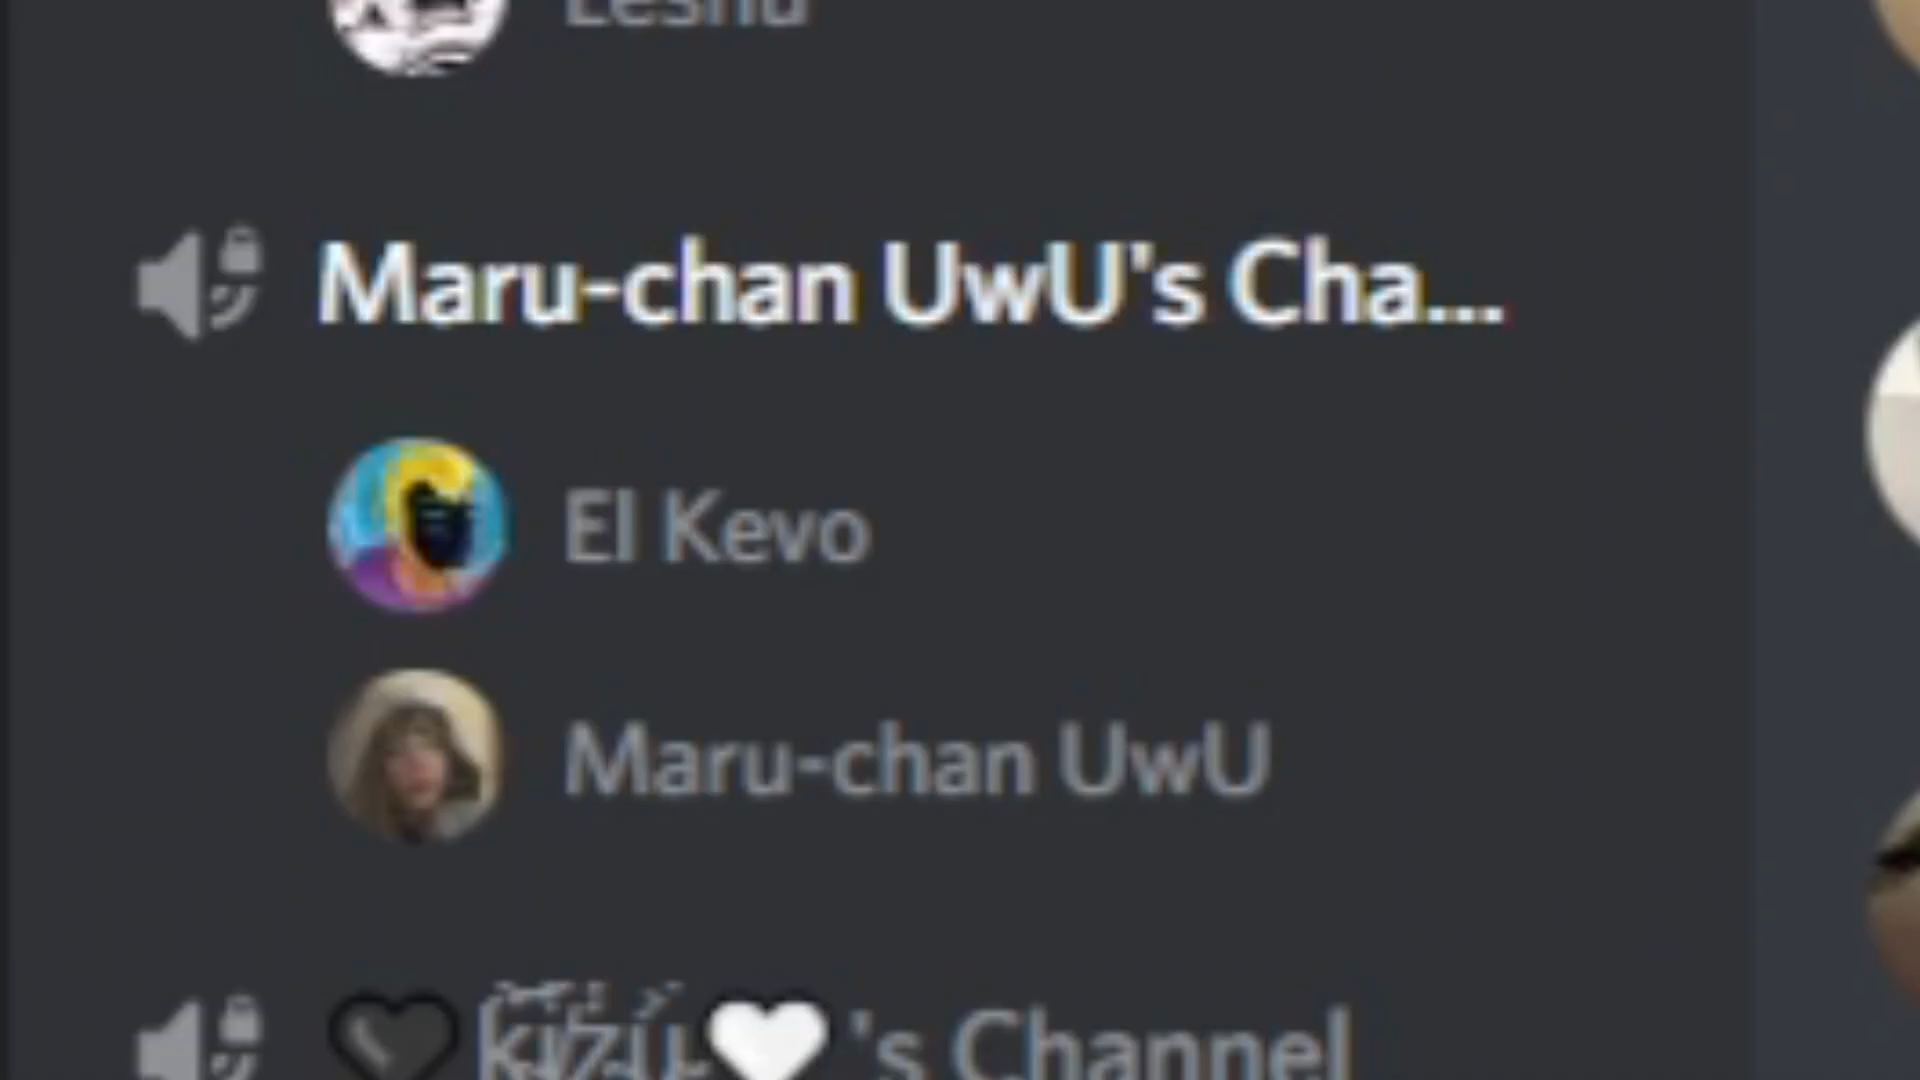 Maru-chan UwU's Cha...
El Kevo
Maru-chan UwU
's Channel